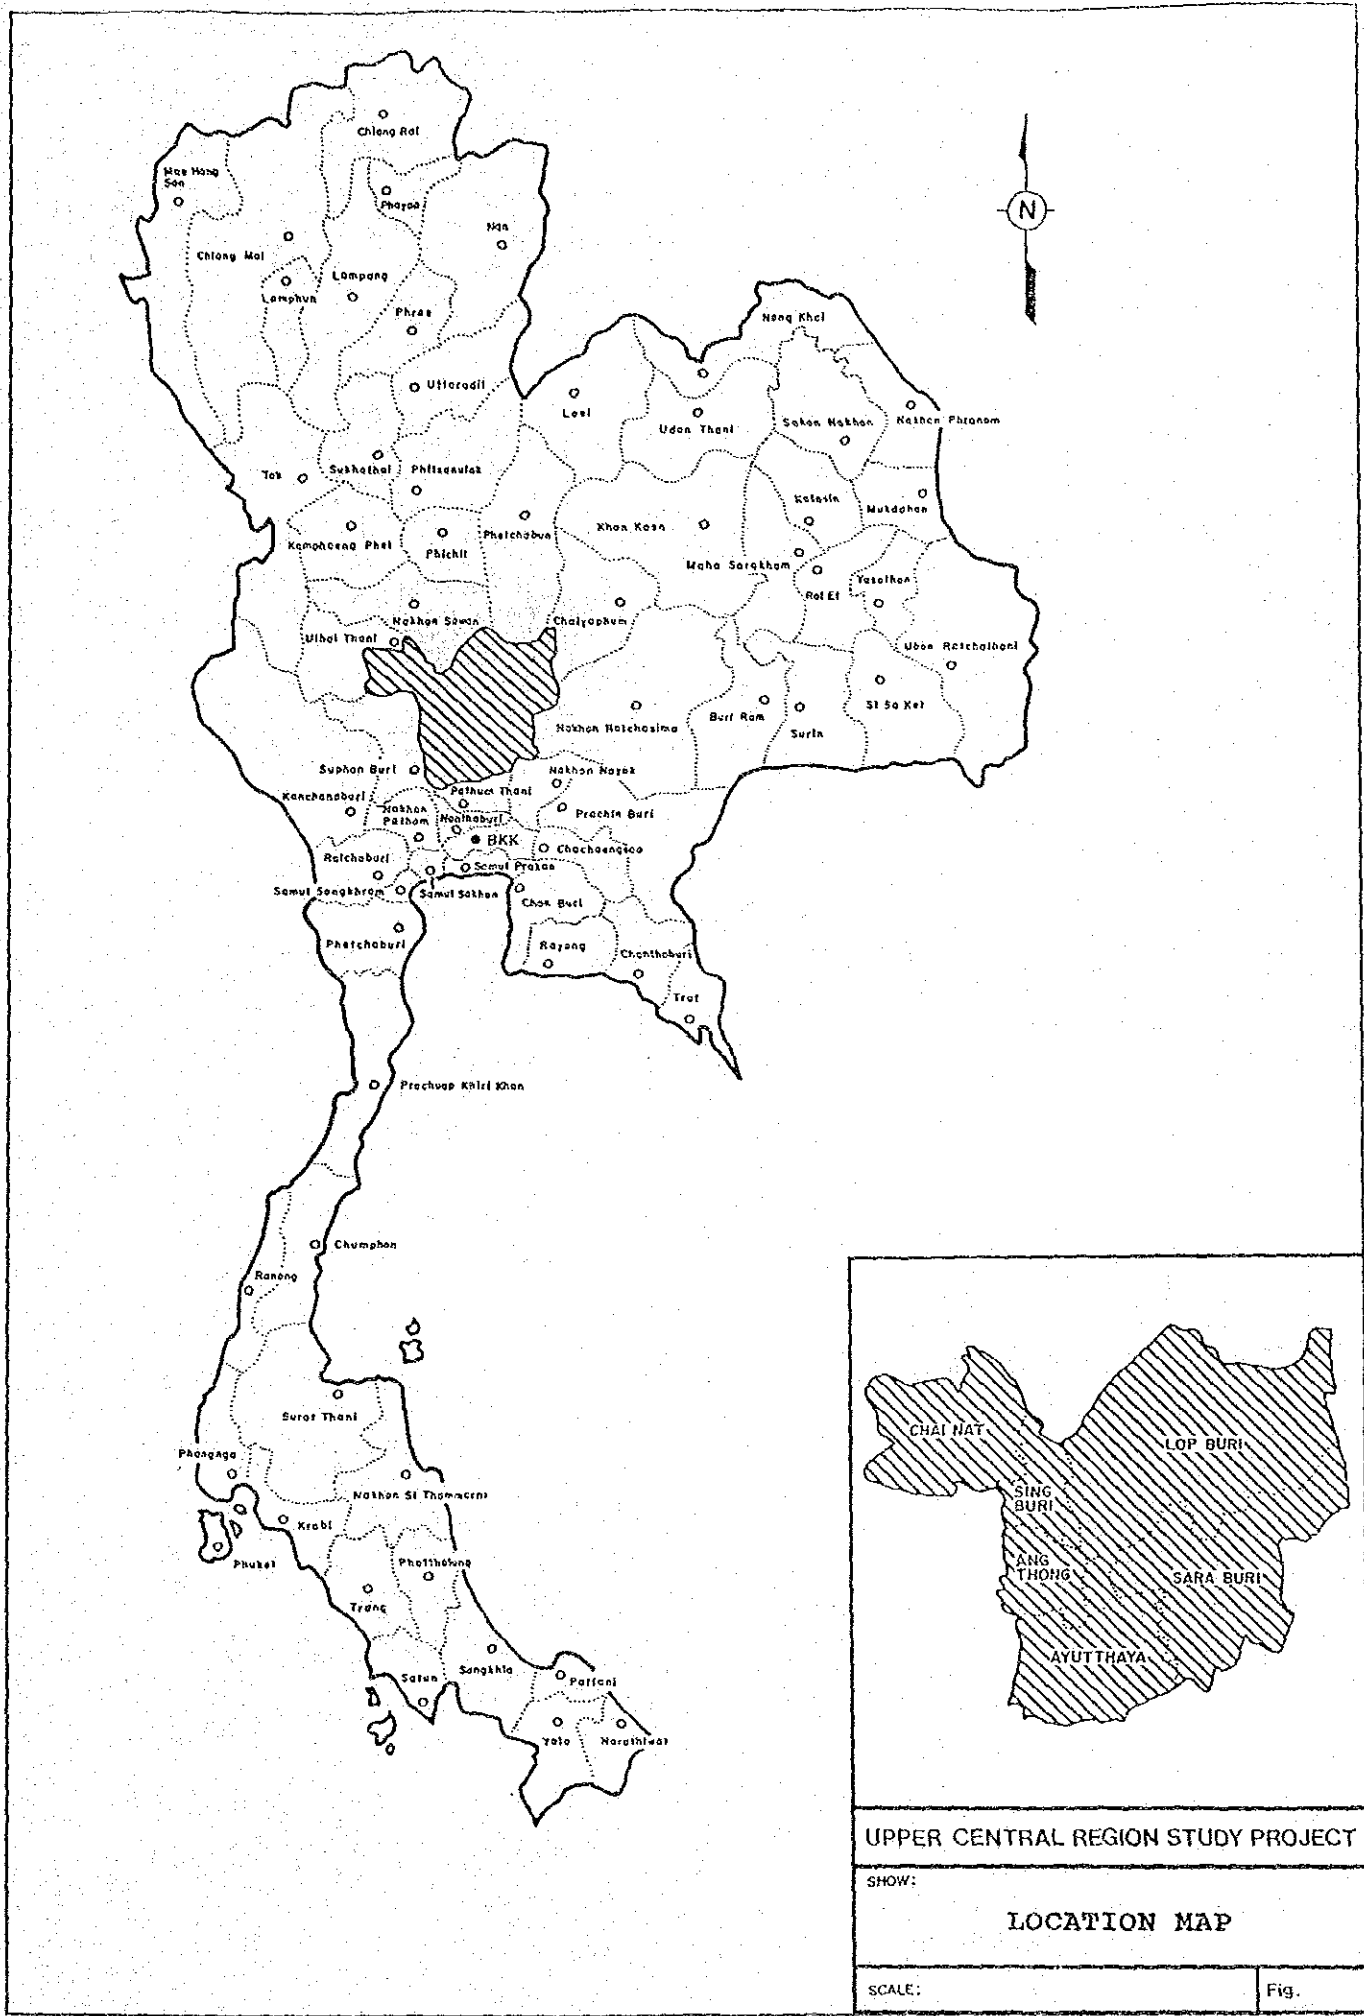 Chiang Rai
Mae Hong
Son
Phayao
Nan
Chiang Mai
Lampang
Lamphun
Phrae
Nong Khai
Uttaradit
Loei
Udon Thani
Sakon Nakhon
Nakhon Phranom
Tak
Sukhothai
Phitsanulok
Kalasin
Mukdahan
Kamphaeng Phet
Phichit
Phetchabun
Khon Kaen
Maha Sarakham
Roi Et
Yasothon
Nakhon Sawan
Chaiyaphum
Uthai Thani
Ubon Ratchathani
Nakhon Ratchasima
Buri Ram
Surin
Si Sa Ket
Suphan Buri
Nakhon Nayok
Kanchanaburi
Pathum Thani
Nakhon
Pathom
Nonthaburi
Prachin Buri
BKK
Ratchaburi
Chachoengsao
Samut Prakan
Samut Songkhram
Samut Sakhon
Chon Buri
Phetchaburi
Rayong
Chanthaburi
Trat
Prachuap Khiri Khan
Chumphon
Ranong
Surat Thani
Phangnga
Nakhon Si Thammarat
Krabi
Phuket
Phatthalung
Trang
Satun
Songkhla
Pattani
Yala
Narathiwat
N
CHAI NAT
LOP BURI
SING
BURI
ANG
THONG
SARA BURI
AYUTTHAYA
UPPER CENTRAL REGION STUDY PROJECT
SHOW:
LOCATION MAP
SCALE:
Fig.